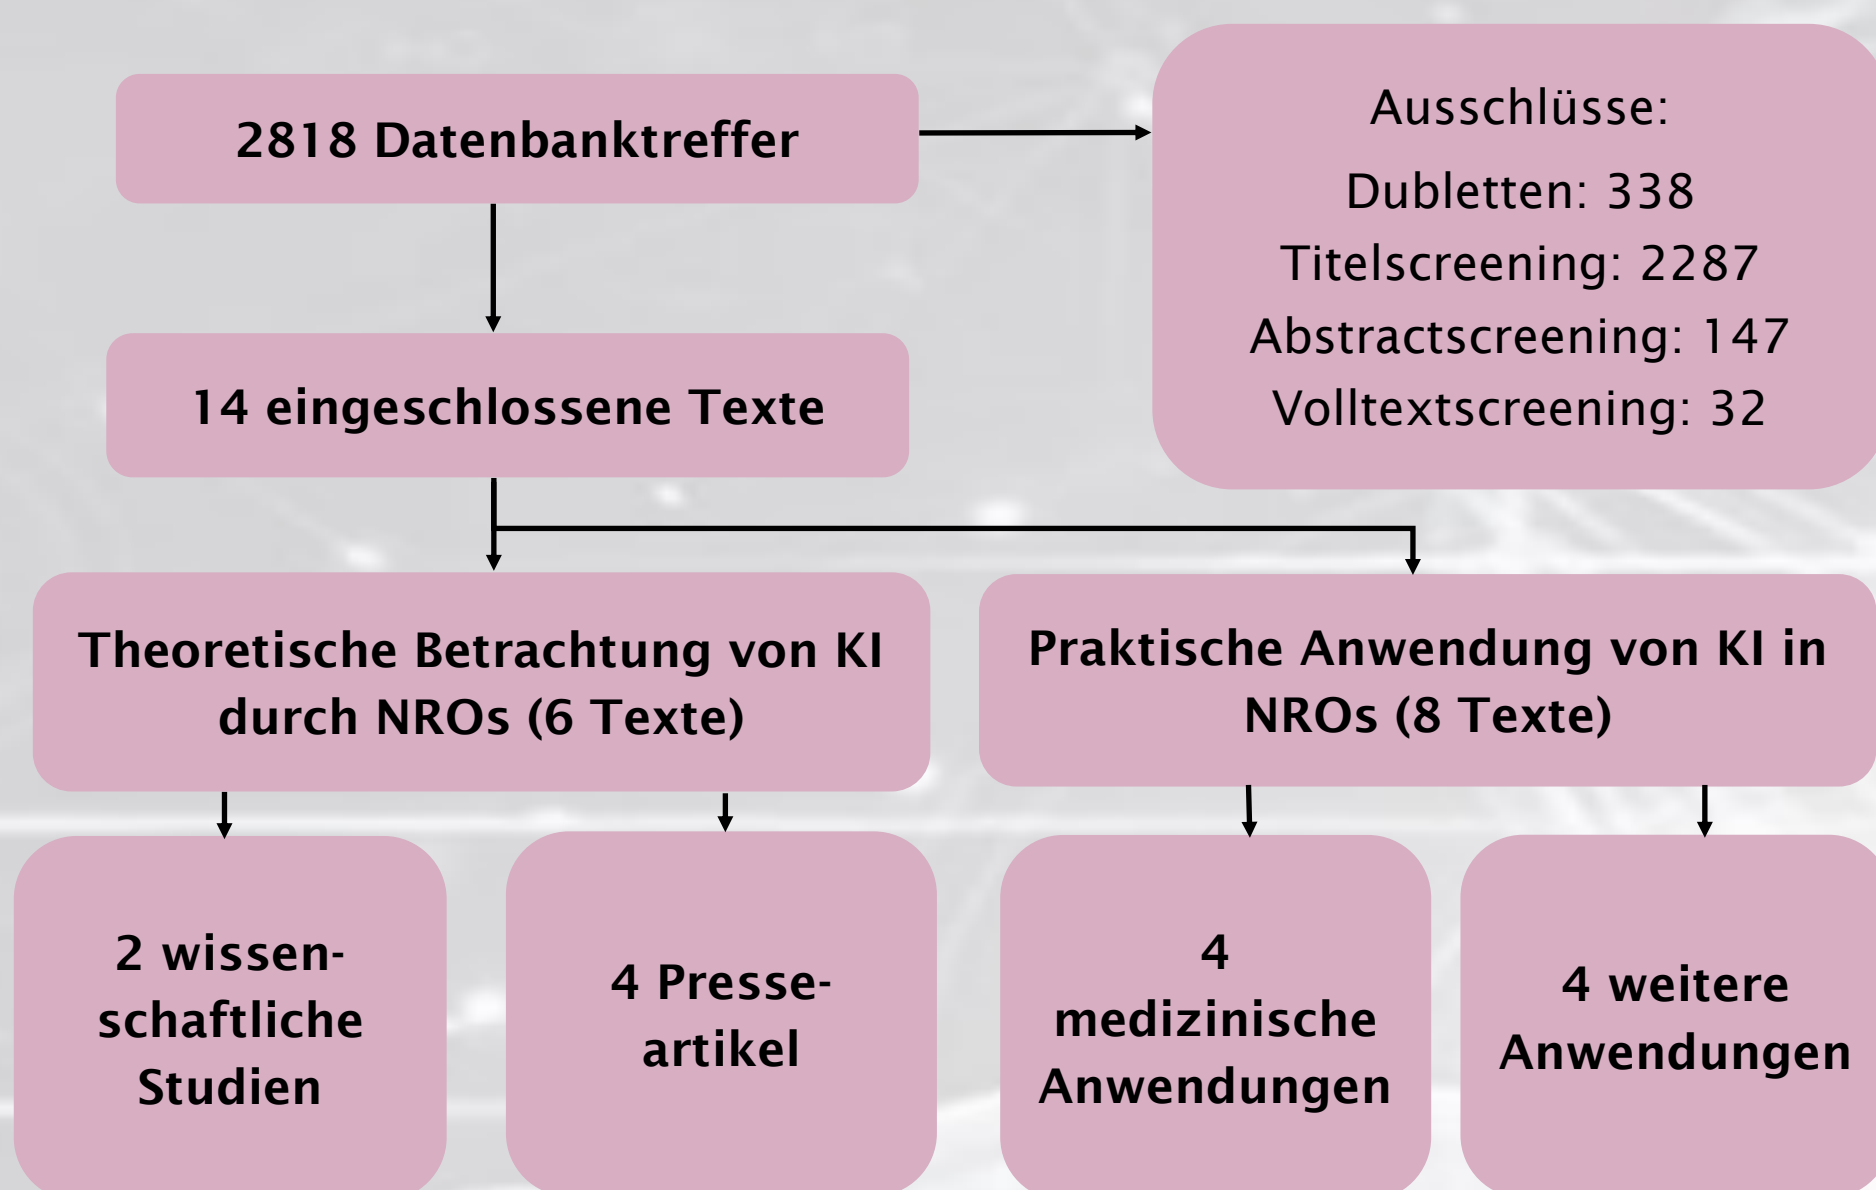 2818 Datenbanktreffer
Ausschlüsse:
Dubletten: 338
Titelscreening: 2287
Abstractscreening: 147
Volltextscreening: 32
14 eingeschlossene Texte
Theoretische Betrachtung von KI
durch NROs (6 Texte)
Praktische Anwendung von KI in
NROs (8 Texte)
2 wissen-
schaftliche
Studien
4 Presse-
artikel
4
medizinische
Anwendungen
4 weitere
Anwendungen